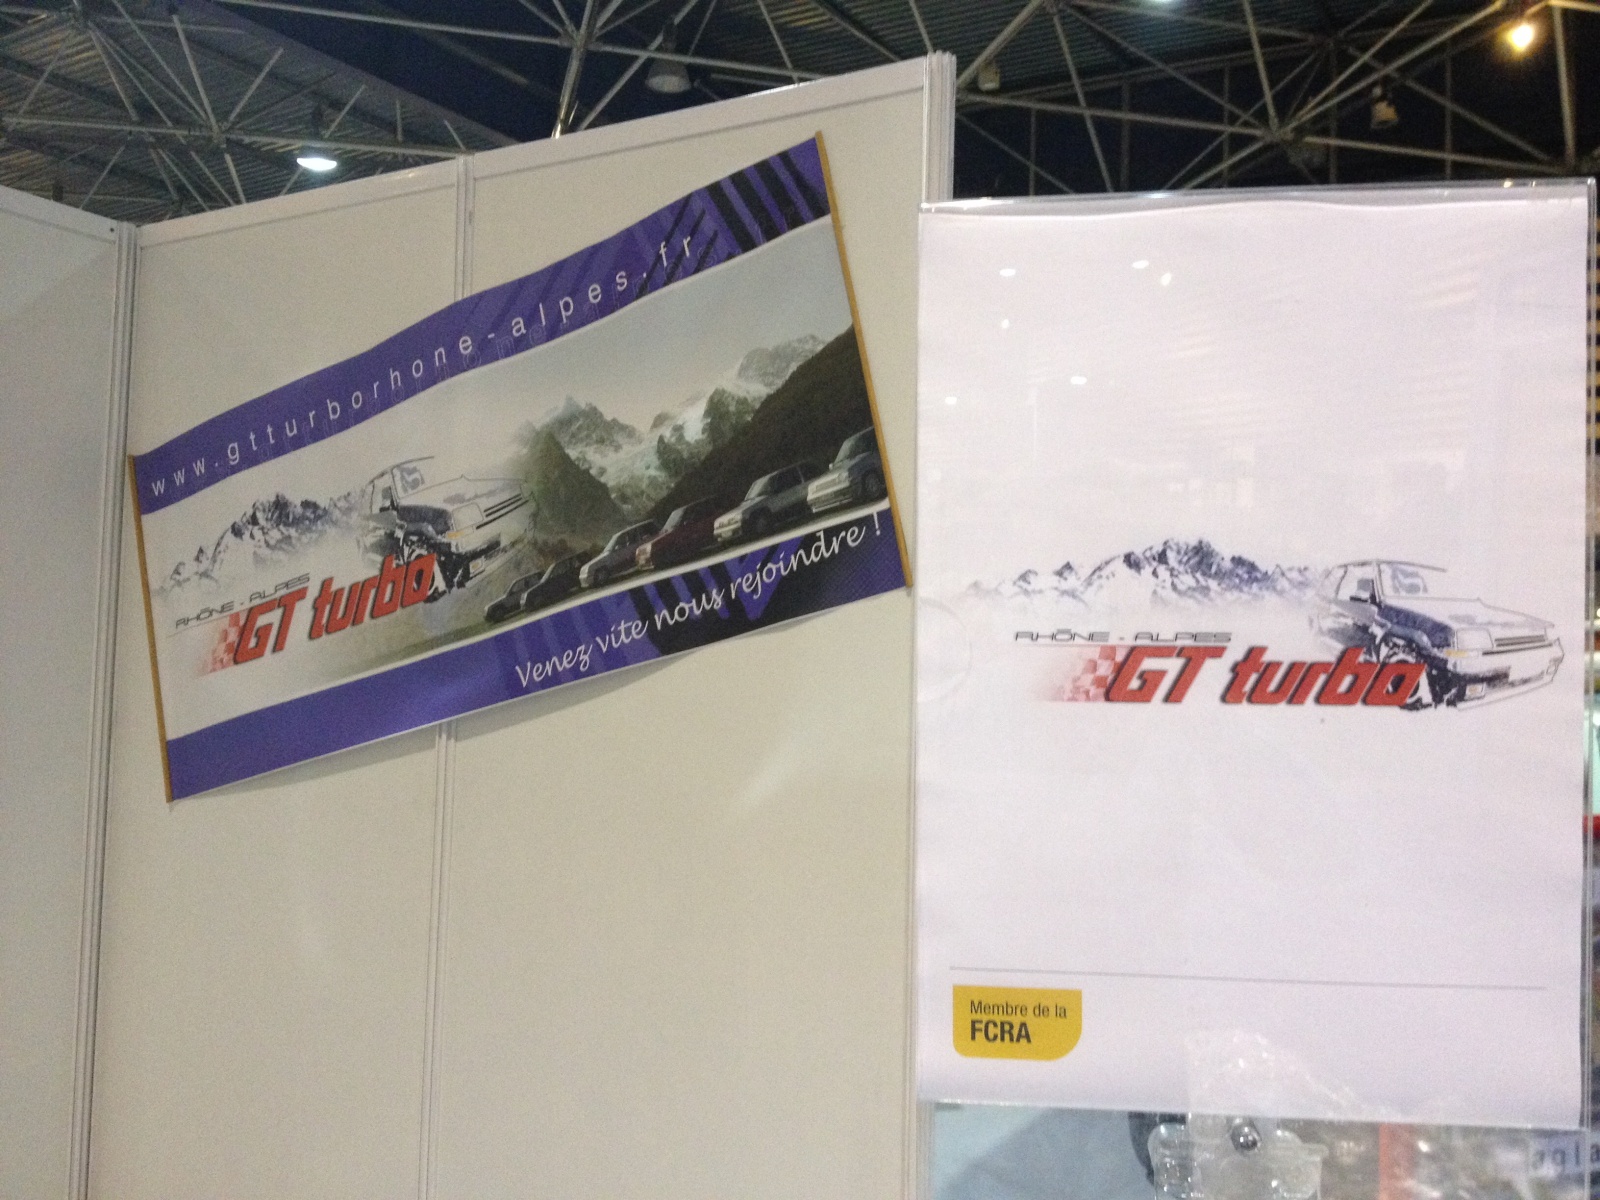 www.gtturborhone-alpes.fr
RHÔNE - ALPES
GT turbo
Venez vite nous rejoindre !
RHÔNE - ALPES
GT turbo
Membre de la
FCRA